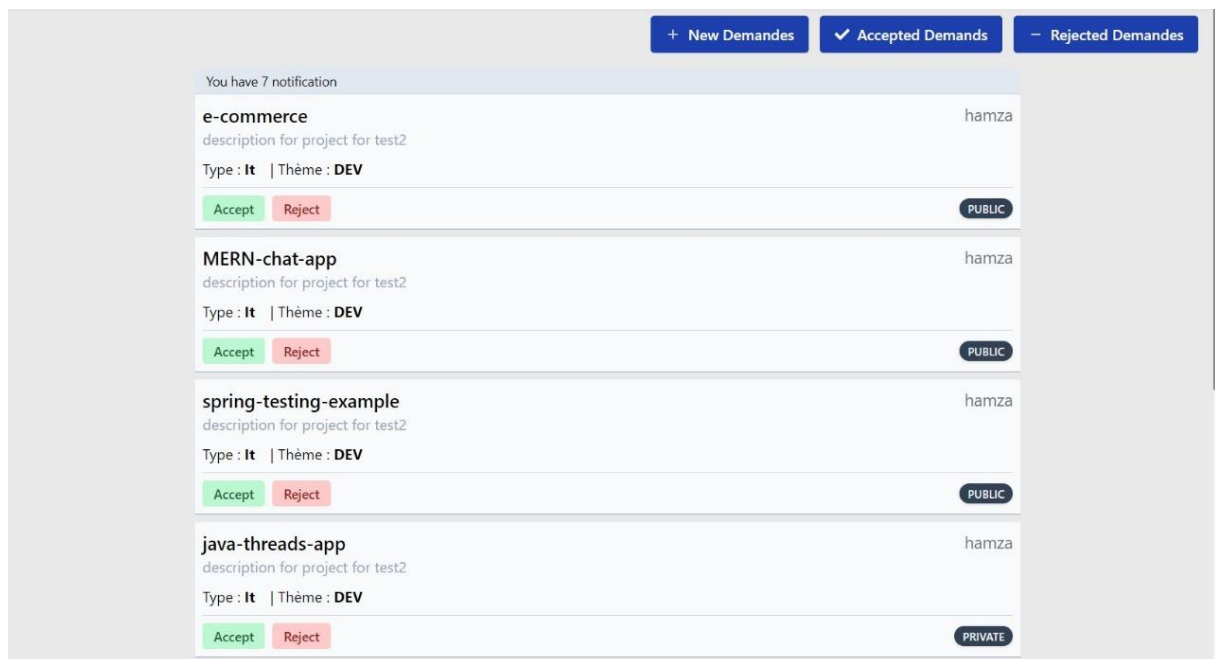 + New Demandes ✔ Accepted Demands − Rejected Demandes
You have 7 notification
e-commerce hamza
description for project for test2
Type : It | Thème : DEV
Accept Reject PUBLIC
MERN-chat-app hamza
description for project for test2
Type : It | Thème : DEV
Accept Reject PUBLIC
spring-testing-example hamza
description for project for test2
Type : It | Thème : DEV
Accept Reject PUBLIC
java-threads-app hamza
description for project for test2
Type : It | Thème : DEV
Accept Reject PRIVATE